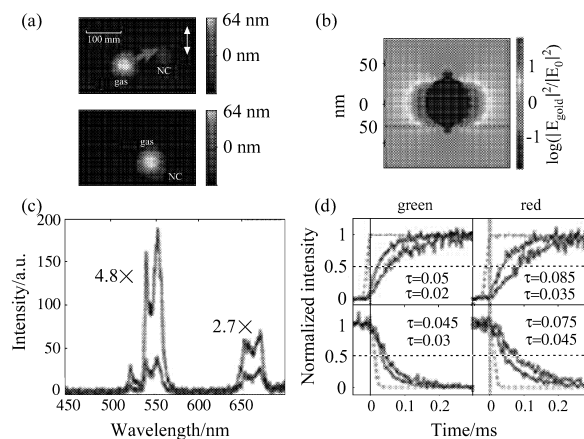 (a)
64 nm
100 mm
NC
gas
0 nm
64 nm
gas
0 nm
NC
(b)
nm
50
0
50
1
0
-1
log(|E_gold|²/|E_0|²)
(c)
Intensity/a.u.
200
150
100
50
0
4.8×
2.7×
450 500 550 600 650
Wavelength/nm
(d)
green red
Normalized intensity
1
0.5
0
τ=0.05
τ=0.02
τ=0.085
τ=0.035
1
0.5
0
τ=0.045
τ=0.03
τ=0.075
τ=0.045
0 0.1 0.2 0 0.1 0.2
Time/ms